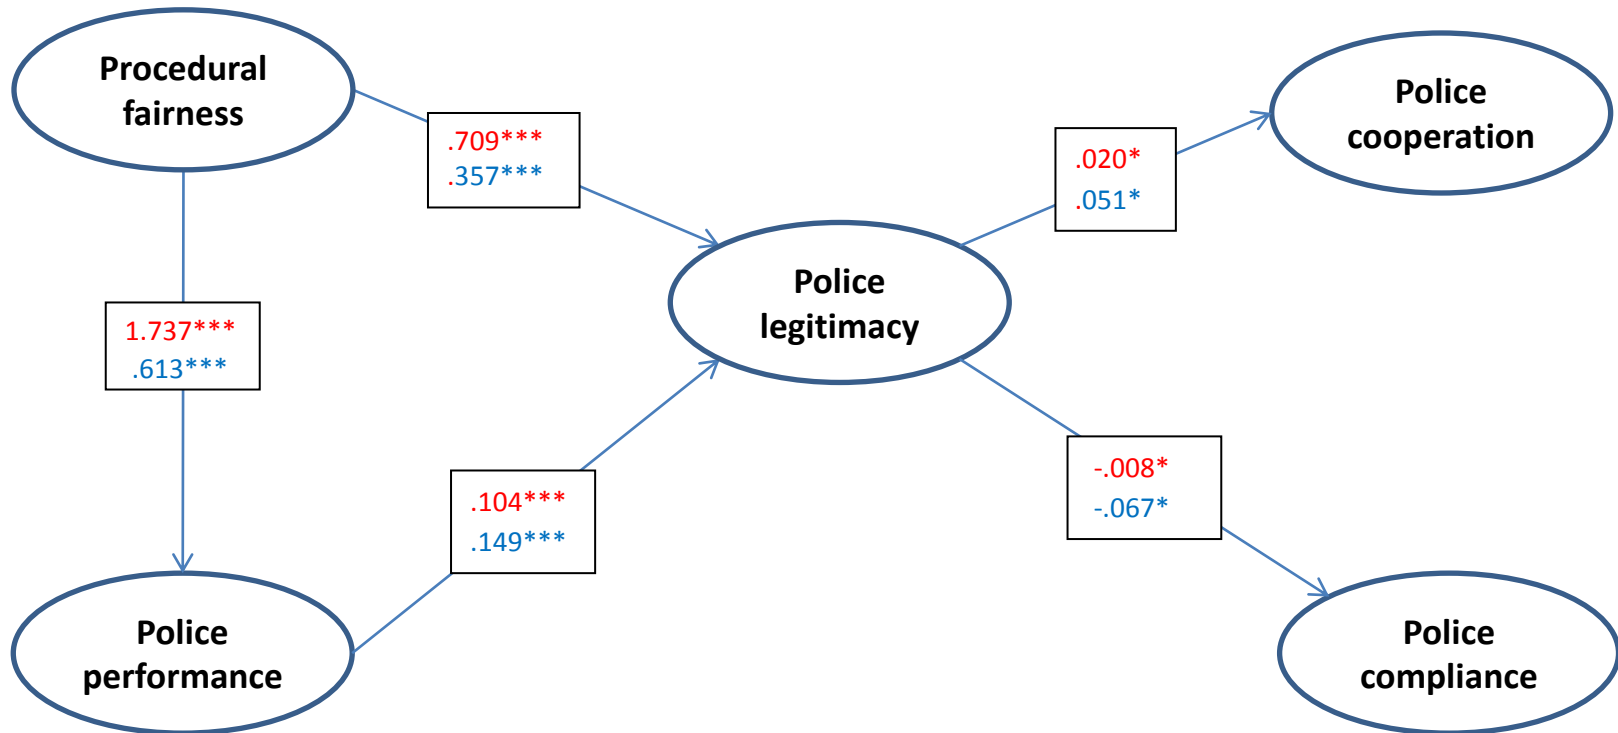 Procedural
fairness
.709***
.357***
.020*
.051*
Police
cooperation
Police
legitimacy
1.737***
.613***
.104***
.149***
-.008*
-.067*
Police
performance
Police
compliance